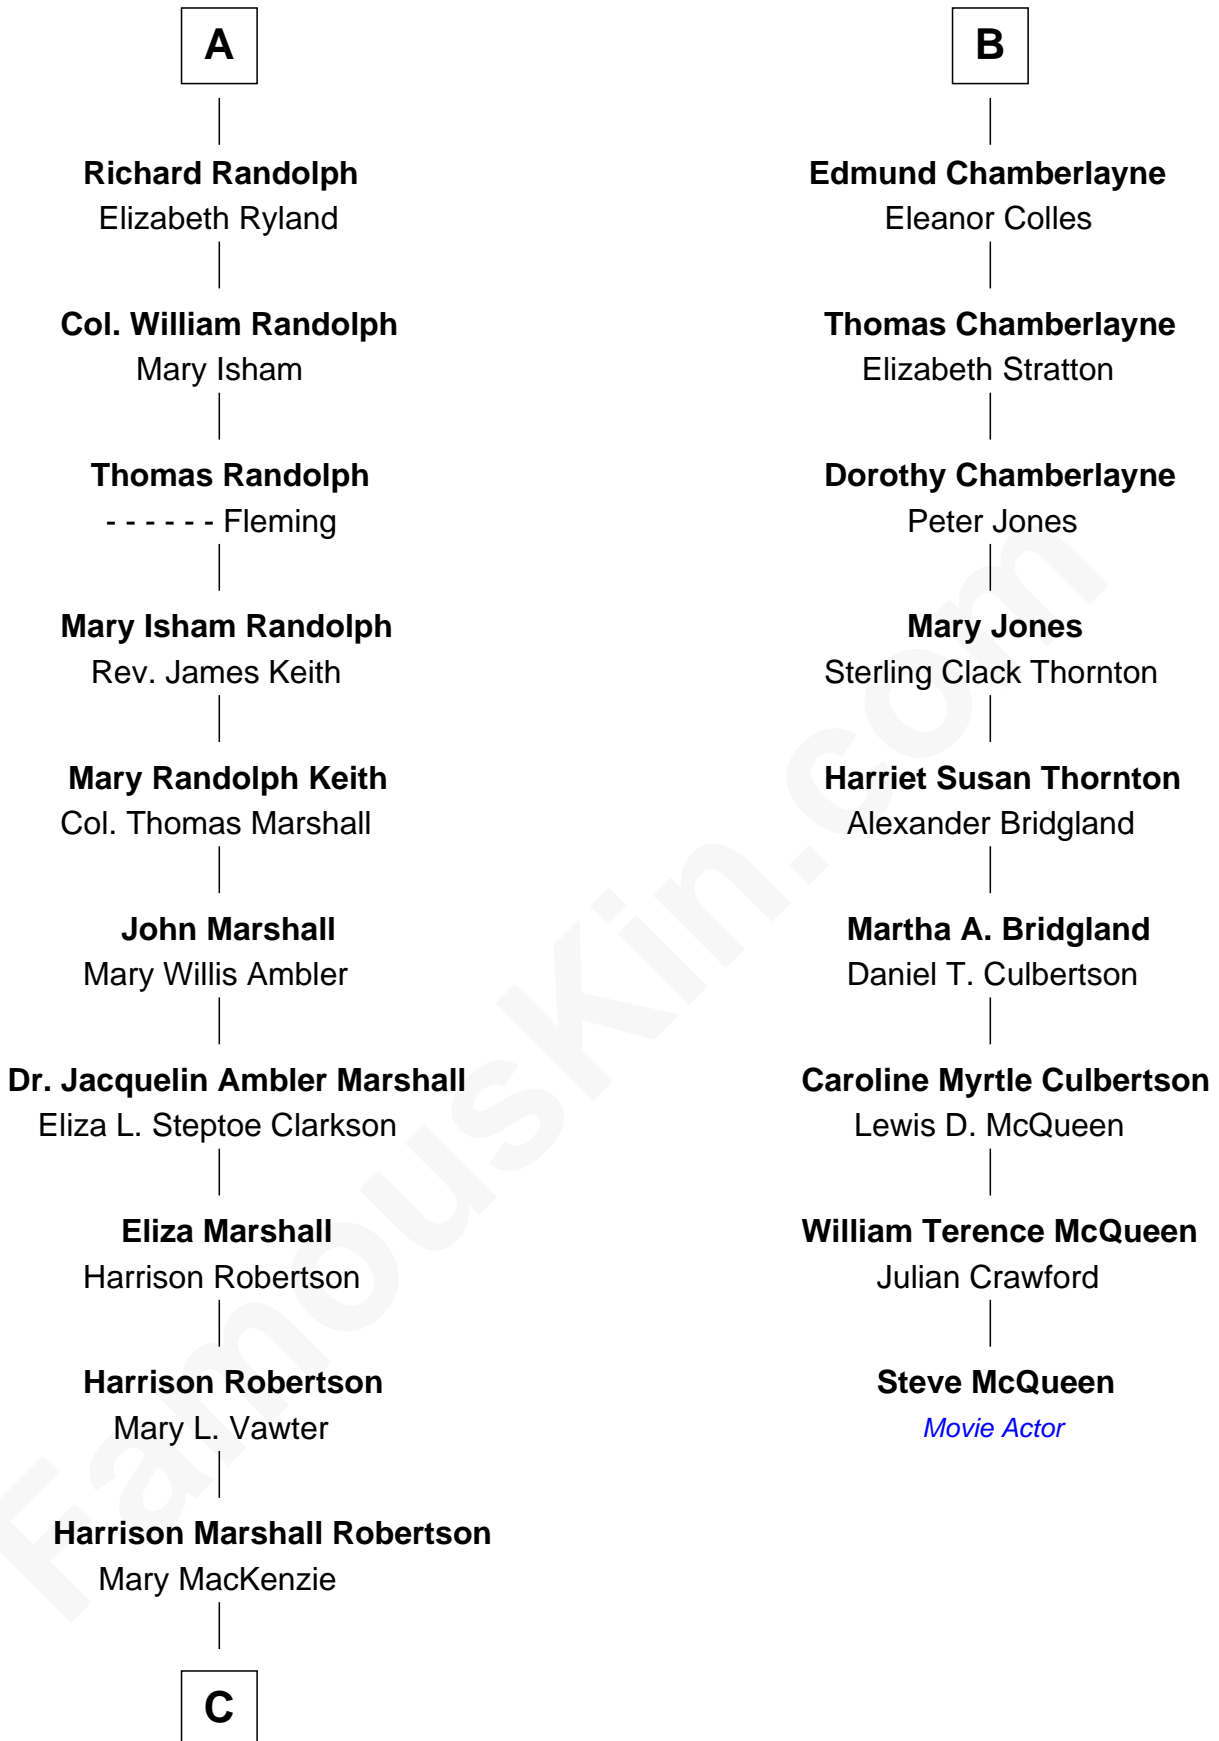 A
Richard Randolph
Elizabeth Ryland
Col. William Randolph
Mary Isham
Thomas Randolph
- - - - - - Fleming
Mary Isham Randolph
Rev. James Keith
Mary Randolph Keith
Col. Thomas Marshall
John Marshall
Mary Willis Ambler
Dr. Jacquelin Ambler Marshall
Eliza L. Steptoe Clarkson
Eliza Marshall
Harrison Robertson
Harrison Robertson
Mary L. Vawter
Harrison Marshall Robertson
Mary MacKenzie
C
B
Edmund Chamberlayne
Eleanor Colles
Thomas Chamberlayne
Elizabeth Stratton
Dorothy Chamberlayne
Peter Jones
Mary Jones
Sterling Clack Thornton
Harriet Susan Thornton
Alexander Bridgland
Martha A. Bridgland
Daniel T. Culbertson
Caroline Myrtle Culbertson
Lewis D. McQueen
William Terence McQueen
Julian Crawford
Steve McQueen
Movie Actor
FamousKin.com